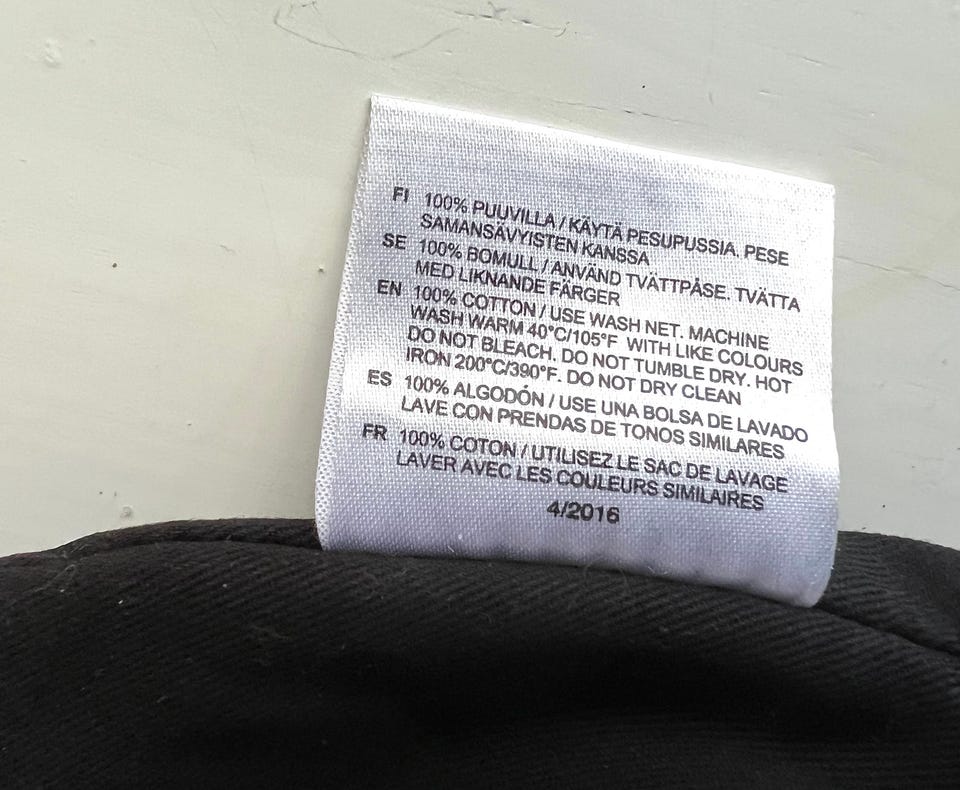 FI 100% PUUVILLA / KÄYTÄ PESUPUSSIA. PESE
SAMANSÄVYISTEN KANSSA
SE 100% BOMULL / ANVÄND TVÄTTPÅSE. TVÄTTA
MED LIKNANDE FÄRGER
EN 100% COTTON / USE WASH NET. MACHINE
WASH WARM 40°C/105°F WITH LIKE COLOURS
DO NOT BLEACH. DO NOT TUMBLE DRY. HOT
IRON 200°C/390°F. DO NOT DRY CLEAN
ES 100% ALGODÓN / USE UNA BOLSA DE LAVADO
LAVE CON PRENDAS DE TONOS SIMILARES
FR 100% COTON / UTILISEZ LE SAC DE LAVAGE
LAVER AVEC LES COULEURS SIMILAIRES
4/2016